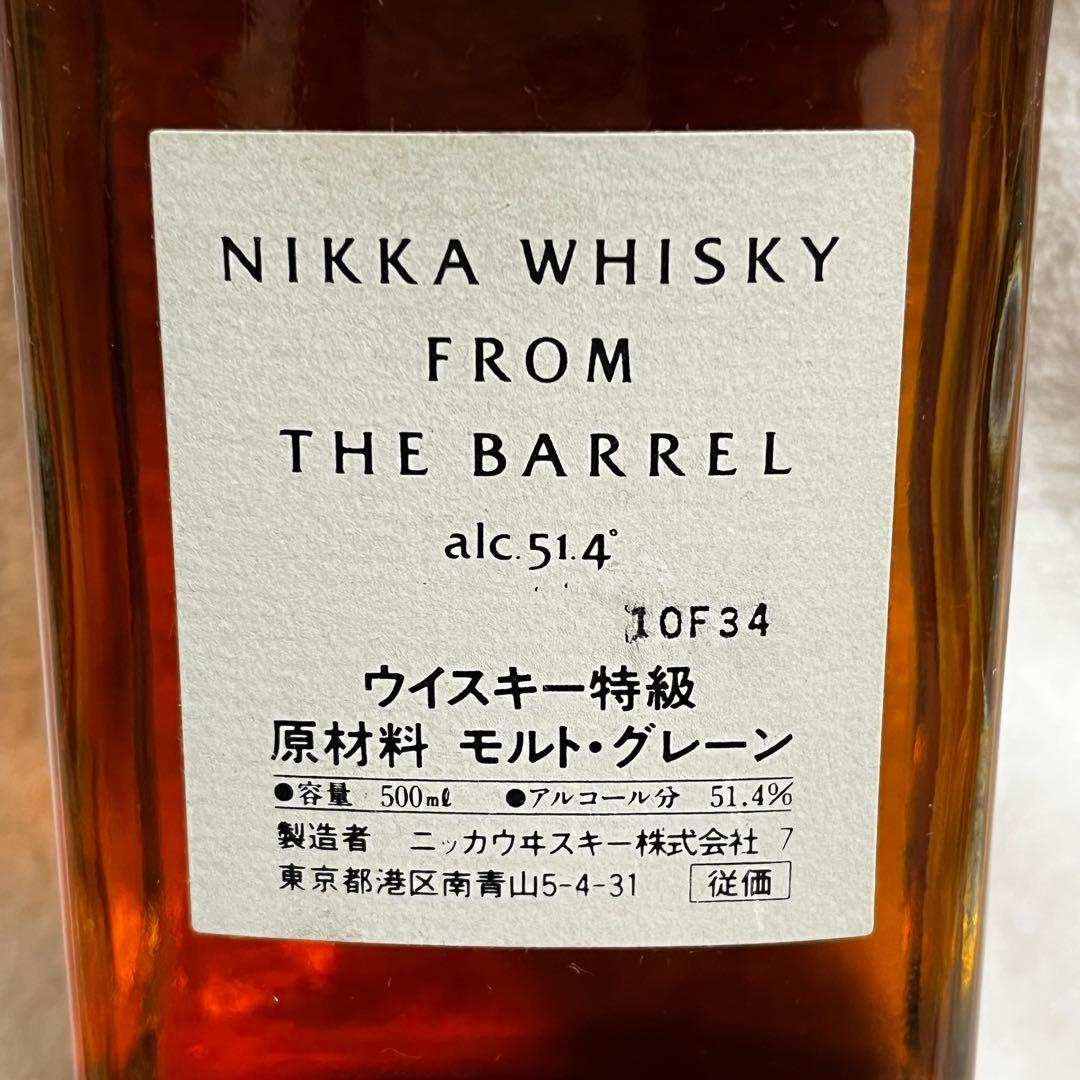 NIKKA WHISKY
FROM
THE BARREL
alc.51.4°
10F34
ウイスキー特級
原材料 モルト・グレーン
●容量 500ml ●アルコール分 51.4%
製造者 ニッカウヰスキー株式会社 7
東京都港区南青山5-4-31 従価